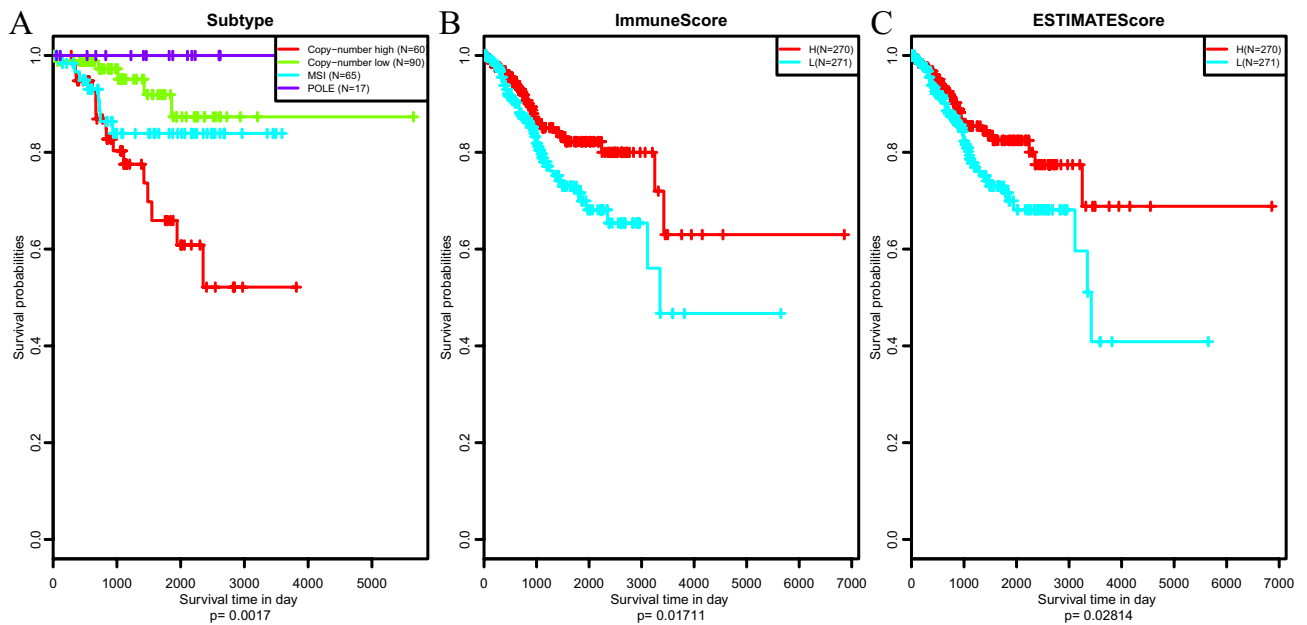 A
Subtype
Copy-number high (N=60
Copy-number low (N=90)
MSI (N=65)
POLE (N=17)
Survival probabilities
1.0
0.8
0.6
0.4
0.2
0.0
0 1000 2000 3000 4000 5000
Survival time in day
p= 0.0017
B
ImmuneScore
H(N=270)
L(N=271)
Survival probabilities
1.0
0.8
0.6
0.4
0.2
0.0
0 1000 2000 3000 4000 5000 6000 7000
Survival time in day
p= 0.01711
C
ESTIMATEScore
H(N=270)
L(N=271)
Survival probabilities
1.0
0.8
0.6
0.4
0.2
0.0
0 1000 2000 3000 4000 5000 6000 7000
Survival time in day
p= 0.02814